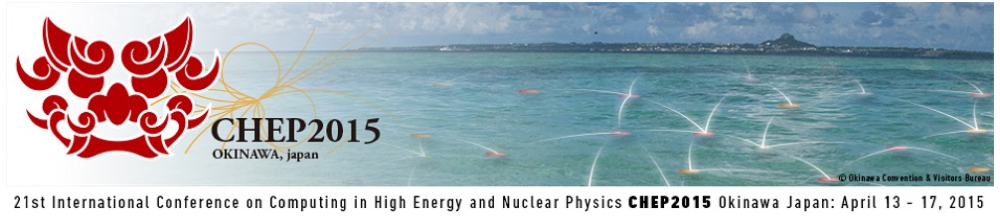 CHEP2015
OKINAWA, japan
© Okinawa Convention & Visitors Bureau
21st International Conference on Computing in High Energy and Nuclear Physics CHEP2015 Okinawa Japan: April 13 - 17, 2015